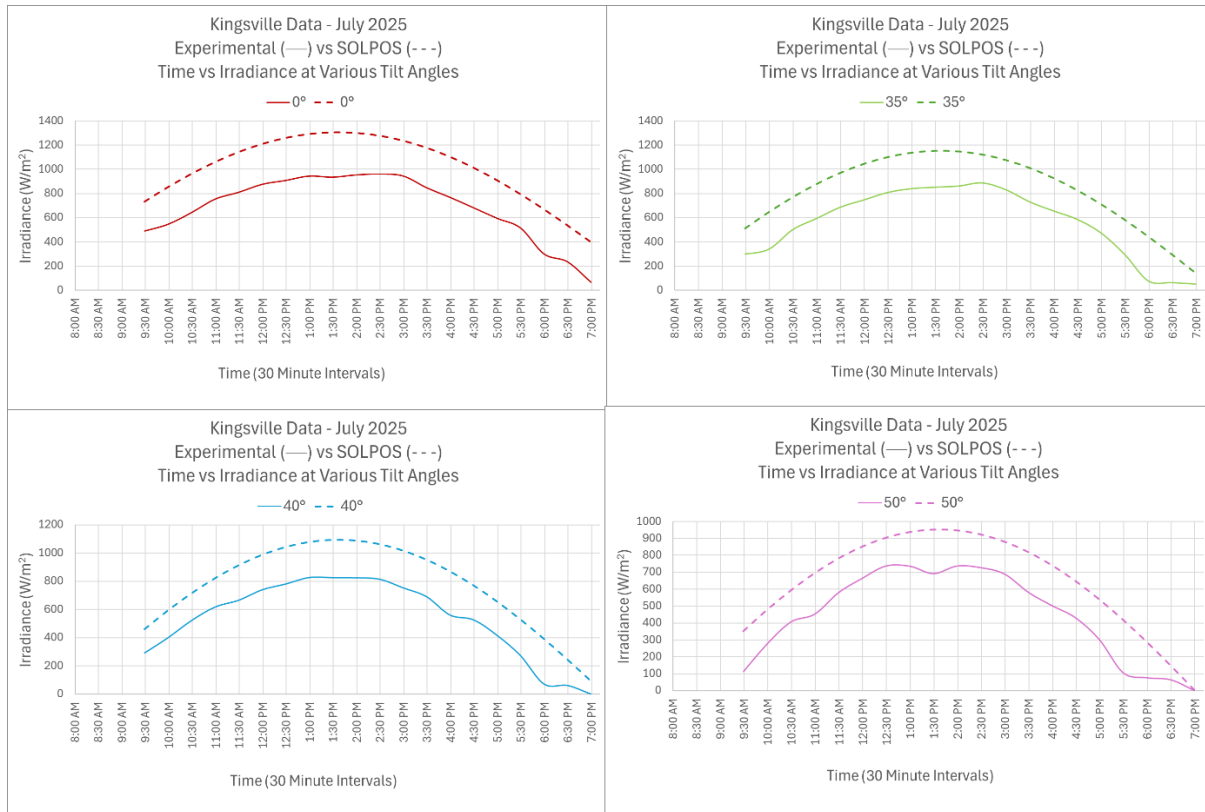 Kingsville Data - July 2025
Experimental (—) vs SOLPOS (- - -)
Time vs Irradiance at Various Tilt Angles
0° 0°
Irradiance (W/m²)
1400
1200
1000
800
600
400
200
0
8:00 AM
8:30 AM
9:00 AM
9:30 AM
10:00 AM
10:30 AM
11:00 AM
11:30 AM
12:00 PM
12:30 PM
1:00 PM
1:30 PM
2:00 PM
2:30 PM
3:00 PM
3:30 PM
4:00 PM
4:30 PM
5:00 PM
5:30 PM
6:00 PM
6:30 PM
7:00 PM
Time (30 Minute Intervals)
Kingsville Data - July 2025
Experimental (—) vs SOLPOS (- - -)
Time vs Irradiance at Various Tilt Angles
35° 35°
Irradiance (W/m²)
1400
1200
1000
800
600
400
200
0
8:00 AM
8:30 AM
9:00 AM
9:30 AM
10:00 AM
10:30 AM
11:00 AM
11:30 AM
12:00 PM
12:30 PM
1:00 PM
1:30 PM
2:00 PM
2:30 PM
3:00 PM
3:30 PM
4:00 PM
4:30 PM
5:00 PM
5:30 PM
6:00 PM
6:30 PM
7:00 PM
Time (30 Minute Intervals)
Kingsville Data - July 2025
Experimental (—) vs SOLPOS (- - -)
Time vs Irradiance at Various Tilt Angles
40° 40°
Irradiance (W/m²)
1200
1000
800
600
400
200
0
8:00 AM
8:30 AM
9:00 AM
9:30 AM
10:00 AM
10:30 AM
11:00 AM
11:30 AM
12:00 PM
12:30 PM
1:00 PM
1:30 PM
2:00 PM
2:30 PM
3:00 PM
3:30 PM
4:00 PM
4:30 PM
5:00 PM
5:30 PM
6:00 PM
6:30 PM
7:00 PM
Time (30 Minute Intervals)
Kingsville Data - July 2025
Experimental (—) vs SOLPOS (- - -)
Time vs Irradiance at Various Tilt Angles
50° 50°
Irradiance (W/m²)
1000
900
800
700
600
500
400
300
200
100
0
8:00 AM
8:30 AM
9:00 AM
9:30 AM
10:00 AM
10:30 AM
11:00 AM
11:30 AM
12:00 PM
12:30 PM
1:00 PM
1:30 PM
2:00 PM
2:30 PM
3:00 PM
3:30 PM
4:00 PM
4:30 PM
5:00 PM
5:30 PM
6:00 PM
6:30 PM
7:00 PM
Time (30 Minute Intervals)